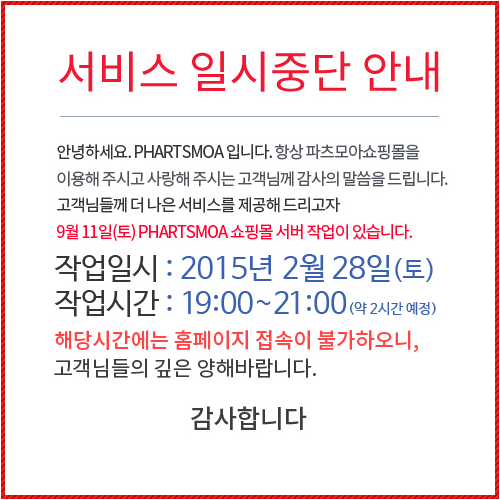 서비스 일시중단 안내
안녕하세요. PHARTSMOA 입니다. 항상 파츠모아쇼핑몰을
이용해 주시고 사랑해 주시는 고객님께 감사의 말씀을 드립니다.
고객님들께 더 나은 서비스를 제공해 드리고자
9월 11일(토) PHARTSMOA 쇼핑몰 서버 작업이 있습니다.
작업일시 : 2015년 2월 28일(토)
작업시간 : 19:00~21:00(약 2시간 예정)
해당시간에는 홈페이지 접속이 불가하오니,
고객님들의 깊은 양해바랍니다.
감사합니다